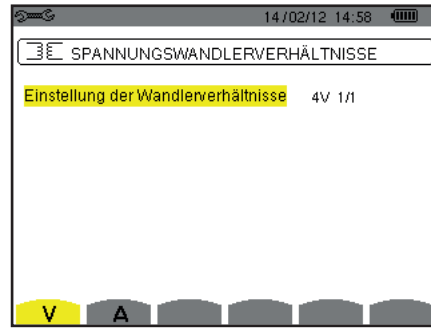 14/02/12 14:58
SPANNUNGSWANDLERVERHÄLTNISSE
Einstellung der Wandlerverhältnisse 4V 1/1
V A